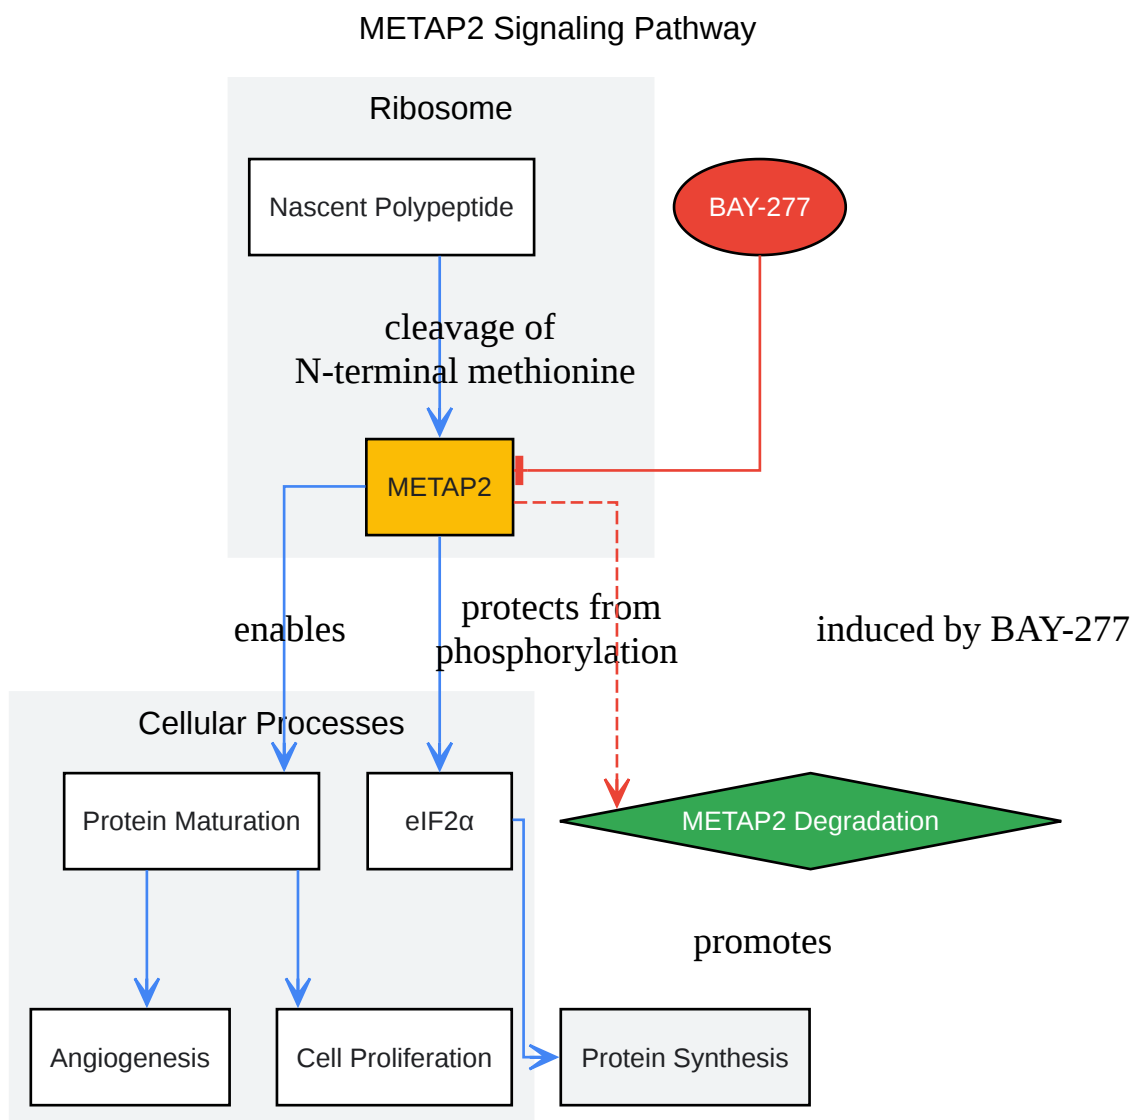 METAP2 Signaling Pathway
Ribosome
Nascent Polypeptide
BAY-277
cleavage of
N-terminal methionine
METAP2
enables
protects from
phosphorylation
induced by BAY-277
Cellular Processes
Protein Maturation
eIF2α
METAP2 Degradation
promotes
Angiogenesis
Cell Proliferation
Protein Synthesis